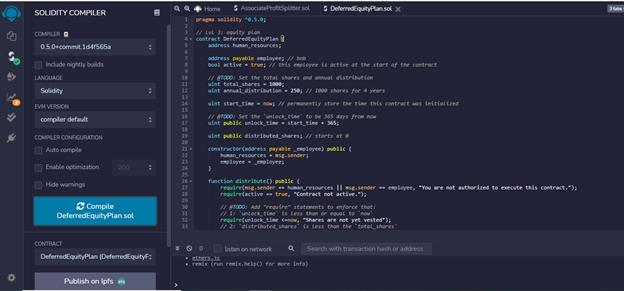 SOLIDITY COMPILER
COMPILER
0.5.0+commit.1d4f565a
Include nightly builds
LANGUAGE
Solidity
EVM VERSION
compiler default
COMPILER CONFIGURATION
Auto compile
Enable optimization
200
Hide warnings
Compile
DeferredEquityPlan.sol
CONTRACT
DeferredEquityPlan (DeferredEquityF
Publish on Ipfs
Home
AssociateProfitSplitter.sol
DeferredEquityPlan.sol
3 tabs
1 pragma solidity ^0.5.0;
2
3 // lvl 3: equity plan
4 contract DeferredEquityPlan {
5 address human_resources;
6
7 address payable employee; // bob
8 bool active = true; // this employee is active at the start of the contract
9
10 // @TODO: Set the total shares and annual distribution
11 uint total_shares = 1000;
12 uint annual_distribution = 250; // 1000 shares for 4 years
13
14 uint start_time = now; // permanently store the time this contract was initialized
15
16 // @TODO: Set the `unlock_time` to be 365 days from now
17 uint public unlock_time = start_time + 365;
18
19 uint public distributed_shares; // starts at 0
20
21 constructor(address payable _employee) public {
22 human_resources = msg.sender;
23 employee = _employee;
24 }
25
26 function distribute() public {
27 require(msg.sender == human_resources || msg.sender == employee, "You are not authorized to execute this contract.");
28 require(active == true, "Contract not active.");
29
30 // @TODO: Add "require" statements to enforce that:
31 // 1: `unlock_time` is less than or equal to `now`
32 require(unlock_time <=now, "Shares are not yet vested");
33 // 2: `distributed_shares` is less than the `total_shares`
0
listen on network
Search with transaction hash or address
• ethers.js
• remix (run remix.help() for more info)
>